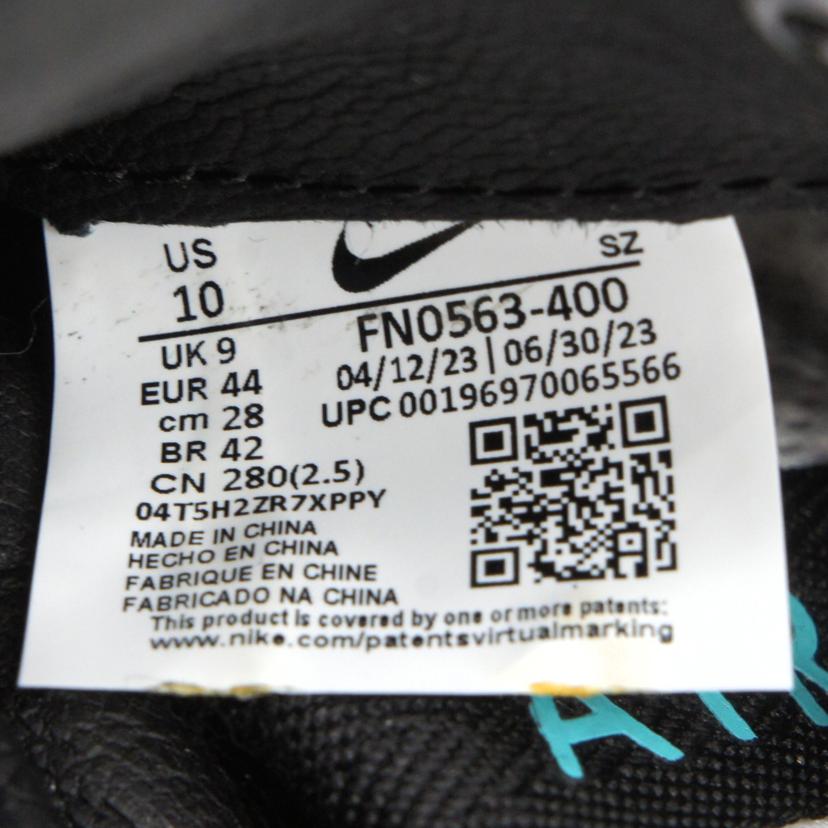 US
10
SZ
FN0563-400
04/12/23 | 06/30/23
UPC 00196970065566
UK 9
EUR 44
cm 28
BR 42
CN 280(2.5)
04T5H2ZR7XPPY
MADE IN CHINA
HECHO EN CHINA
FABRIQUE EN CHINE
FABRICADO NA CHINA
This product is covered by one or more patents:
www.nike.com/patentsvirtualmarking
AIR